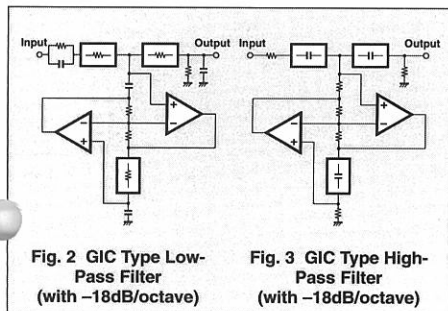 Input
Output
Input
Output
Fig. 2 GIC Type Low-
Pass Filter
(with –18dB/octave)
Fig. 3 GIC Type High-
Pass Filter
(with –18dB/octave)